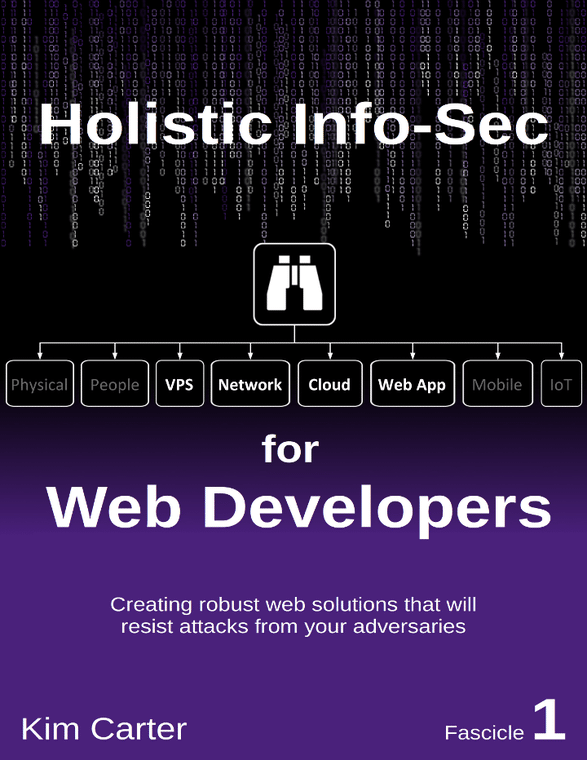 Holistic Info-Sec
Physical People VPS Network Cloud Web App Mobile IoT
for
Web Developers
Creating robust web solutions that will
resist attacks from your adversaries
Kim Carter
Fascicle 1